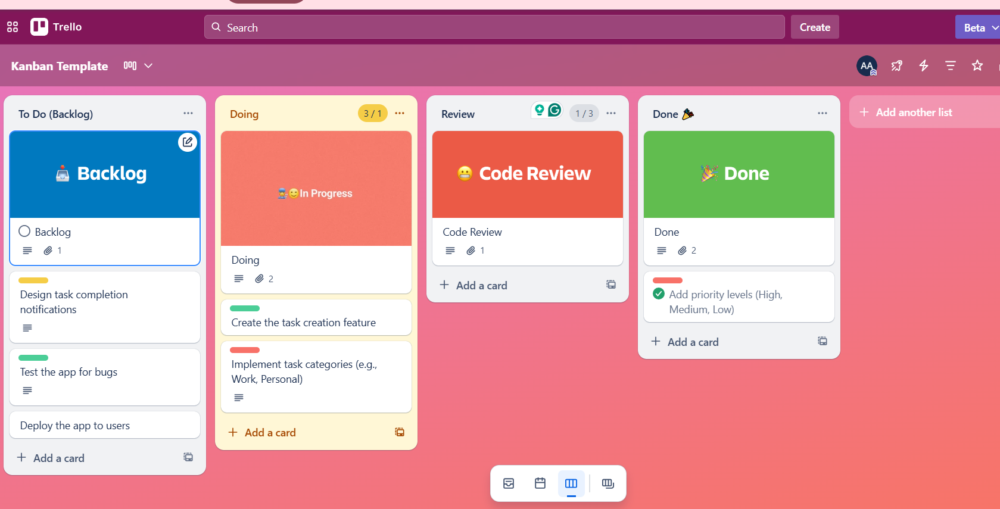 Trello
Search
Create
Beta
Kanban Template
AA
To Do (Backlog)
Backlog
Backlog
1
Design task completion
notifications
Test the app for bugs
Deploy the app to users
Add a card
Doing
3 / 1
In Progress
Doing
2
Create the task creation feature
Implement task categories (e.g.,
Work, Personal)
Add a card
Review
1 / 3
Code Review
Code Review
1
Add a card
Done
Done
Done
2
Add priority levels (High,
Medium, Low)
Add a card
Add another list